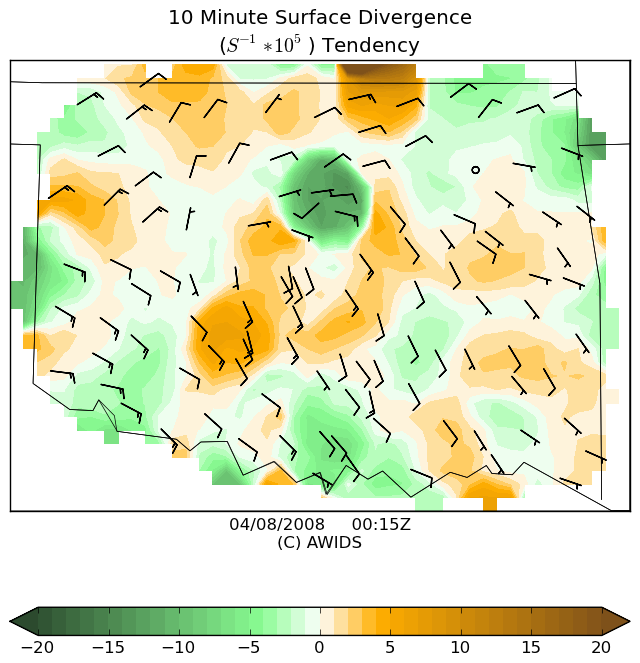 10 Minute Surface Divergence
(S⁻¹ * 10⁵ ) Tendency
04/08/2008 00:15Z
(C) AWIDS
−20 −15 −10 −5 0 5 10 15 20